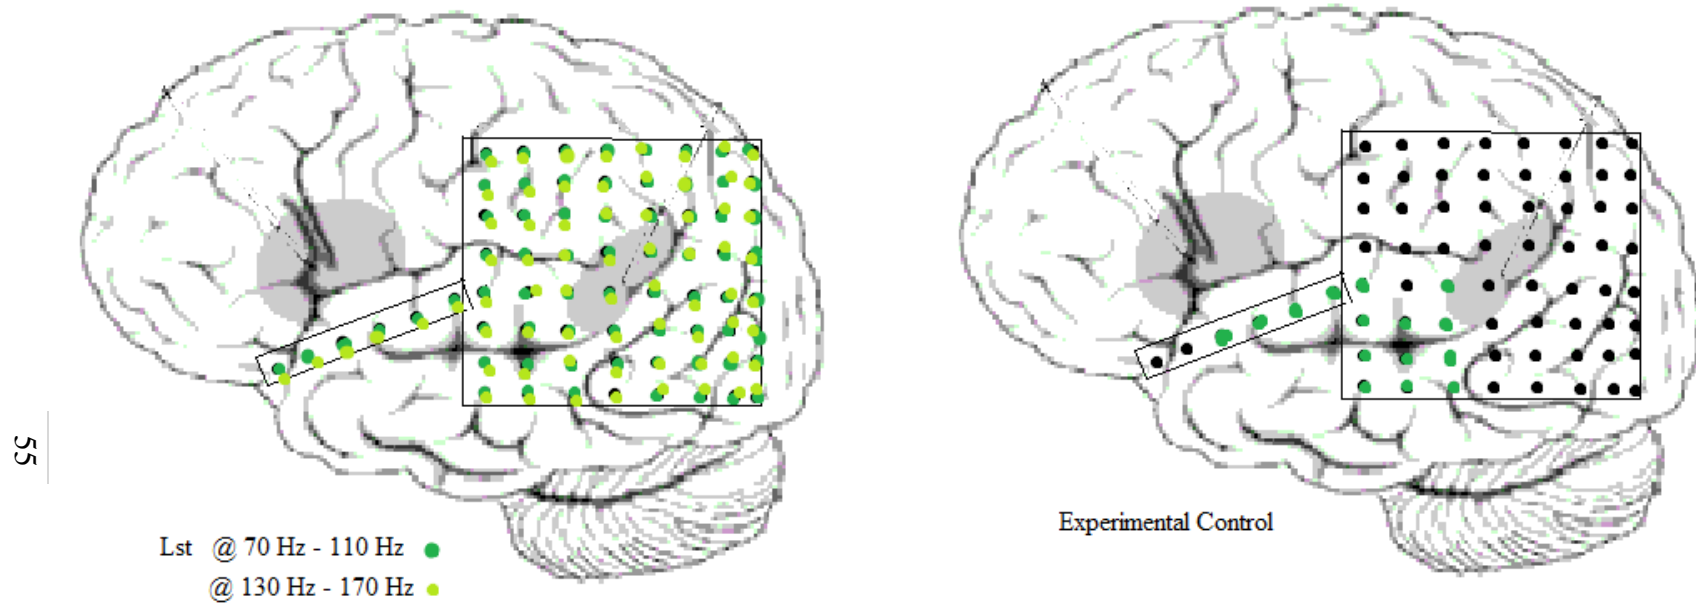 55
Lst @ 70 Hz - 110 Hz
@ 130 Hz - 170 Hz
Experimental Control